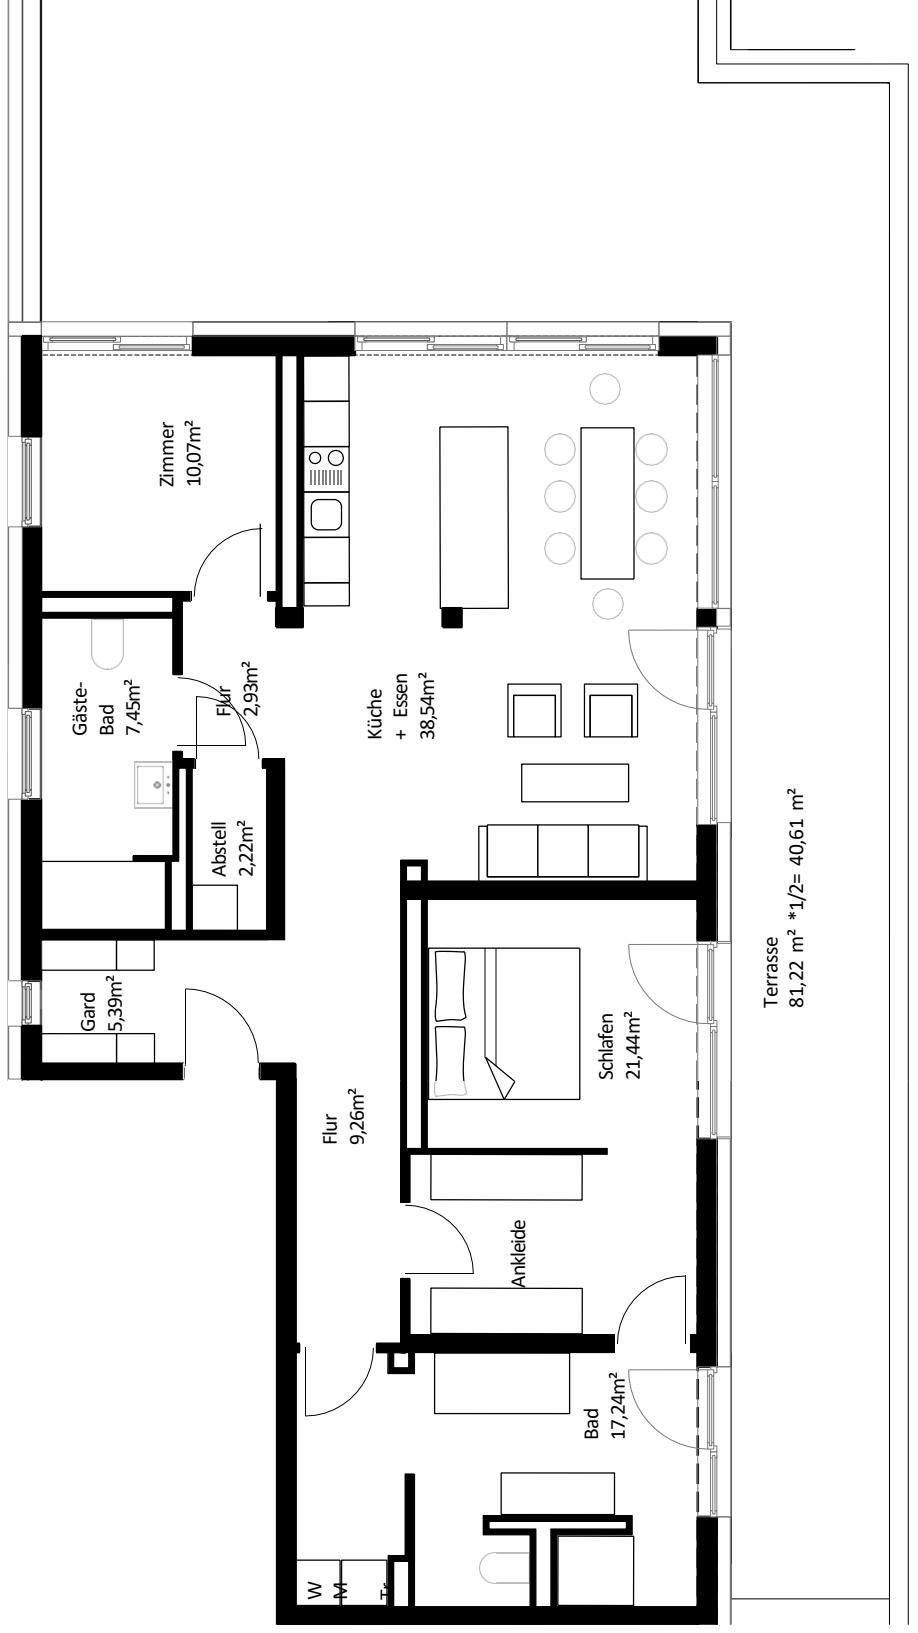 Zimmer
10,07m²
Gäste-
Bad
7,45m²
Flur
2,93m²
Küche
+ Essen
38,54m²
Abstell
2,22m²
Gard
5,39m²
Terrasse
81,22 m² *1/2= 40,61 m²
Schlafen
21,44m²
Flur
9,26m²
Ankleide
Bad
17,24m²
W
M
Tr